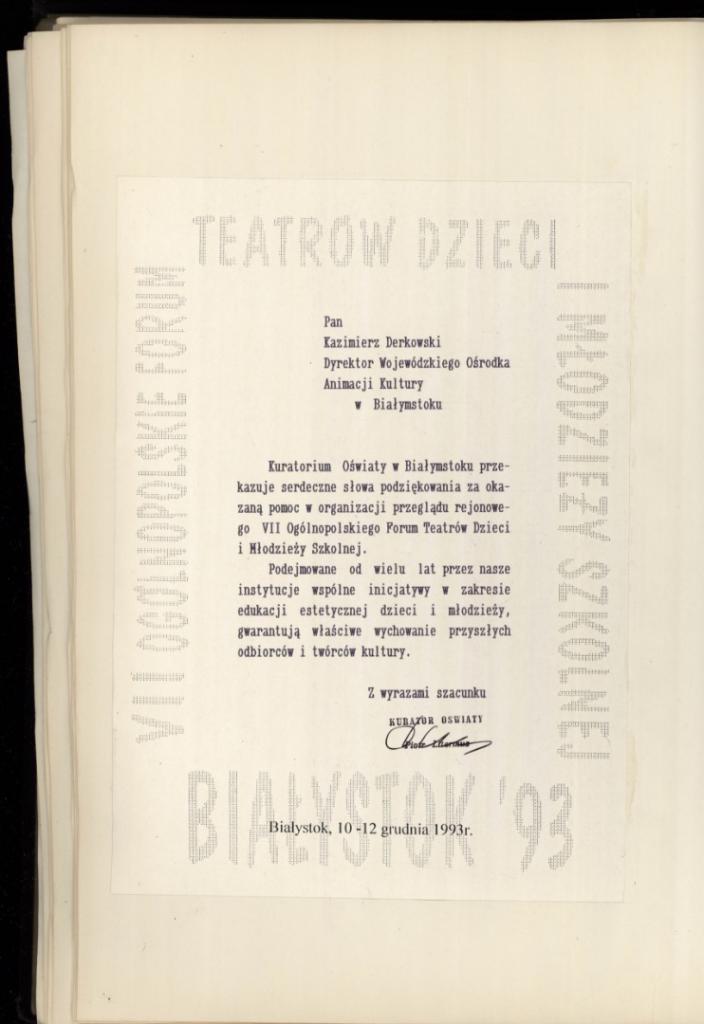 VII OGÓLNOPOLSKIE FORUM
TEATRÓW DZIECI
I MŁODZIEŻY SZKOLNEJ
Pan
Kazimierz Derkowski
Dyrektor Wojewódzkiego Ośrodka
Animacji Kultury
w Białymstoku
Kuratorium Oświaty w Białymstoku prze-
kazuje serdeczne słowa podziękowania za oka-
zaną pomoc w organizacji przeglądu rejonowe-
go VII Ogólnopolskiego Forum Teatrów Dzieci
i Młodzieży Szkolnej.
Podejmowane od wielu lat przez nasze
instytucje wspólne inicjatywy w zakresie
edukacji estetycznej dzieci i młodzieży,
gwarantują właściwe wychowanie przyszłych
odbiorców i twórców kultury.
Z wyrazami szacunku
KURATOR OŚWIATY
BIAŁYSTOK '93
Białystok, 10 -12 grudnia 1993r.